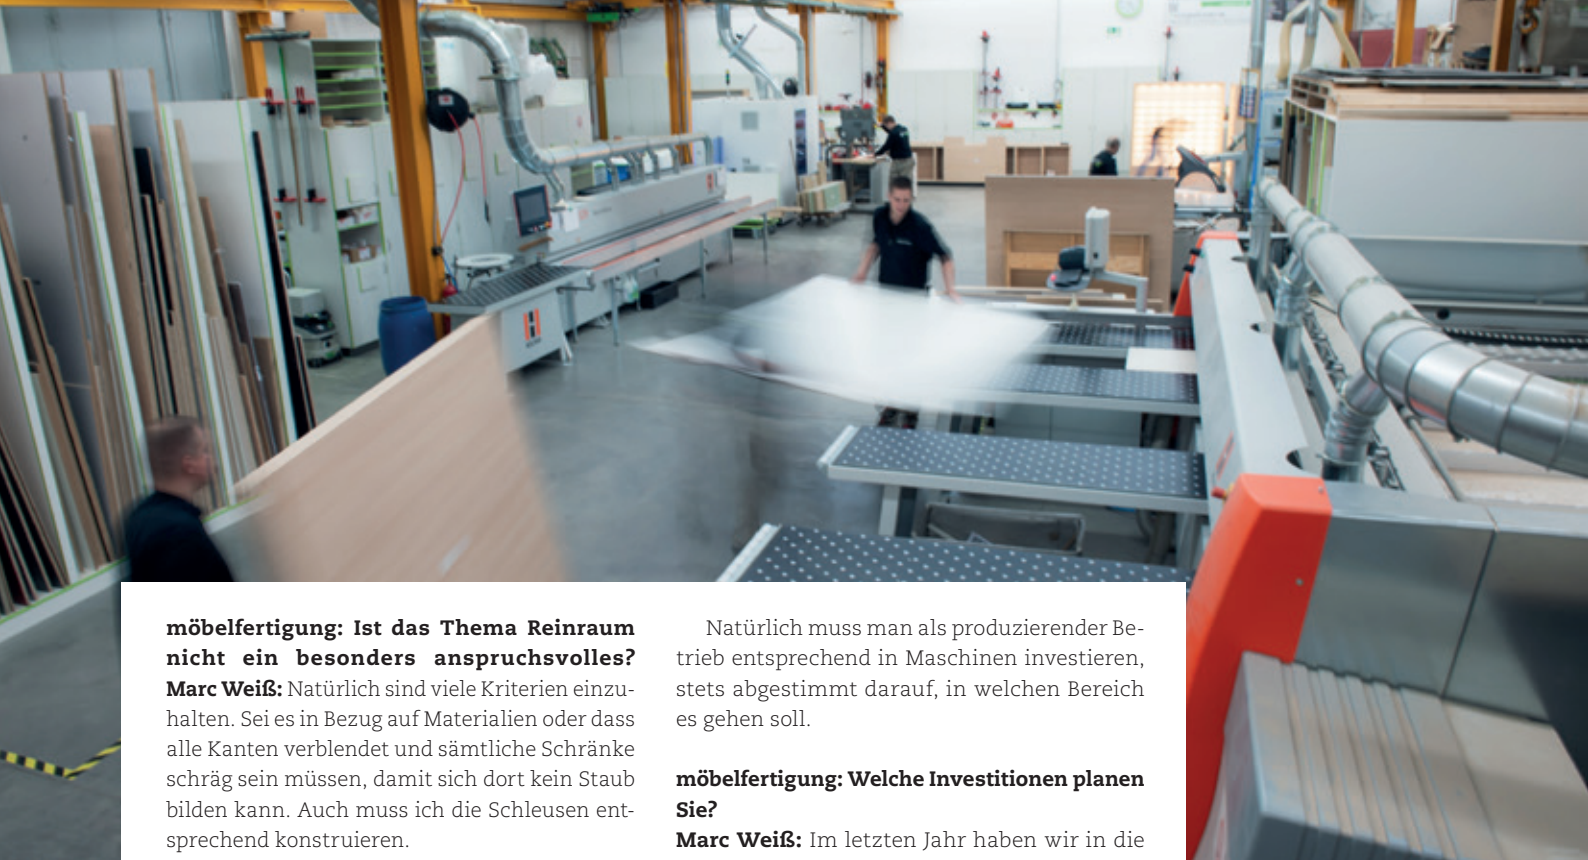 möbelfertigung: Ist das Thema Reinraum
nicht ein besonders anspruchsvolles?
Marc Weiß: Natürlich sind viele Kriterien einzu-
halten. Sei es in Bezug auf Materialien oder dass
alle Kanten verblendet und sämtliche Schränke
schräg sein müssen, damit sich dort kein Staub
bilden kann. Auch muss ich die Schleusen ent-
sprechend konstruieren.
Natürlich muss man als produzierender Be-
trieb entsprechend in Maschinen investieren,
stets abgestimmt darauf, in welchen Bereich
es gehen soll.
möbelfertigung: Welche Investitionen planen
Sie?
Marc Weiß: Im letzten Jahr haben wir in die